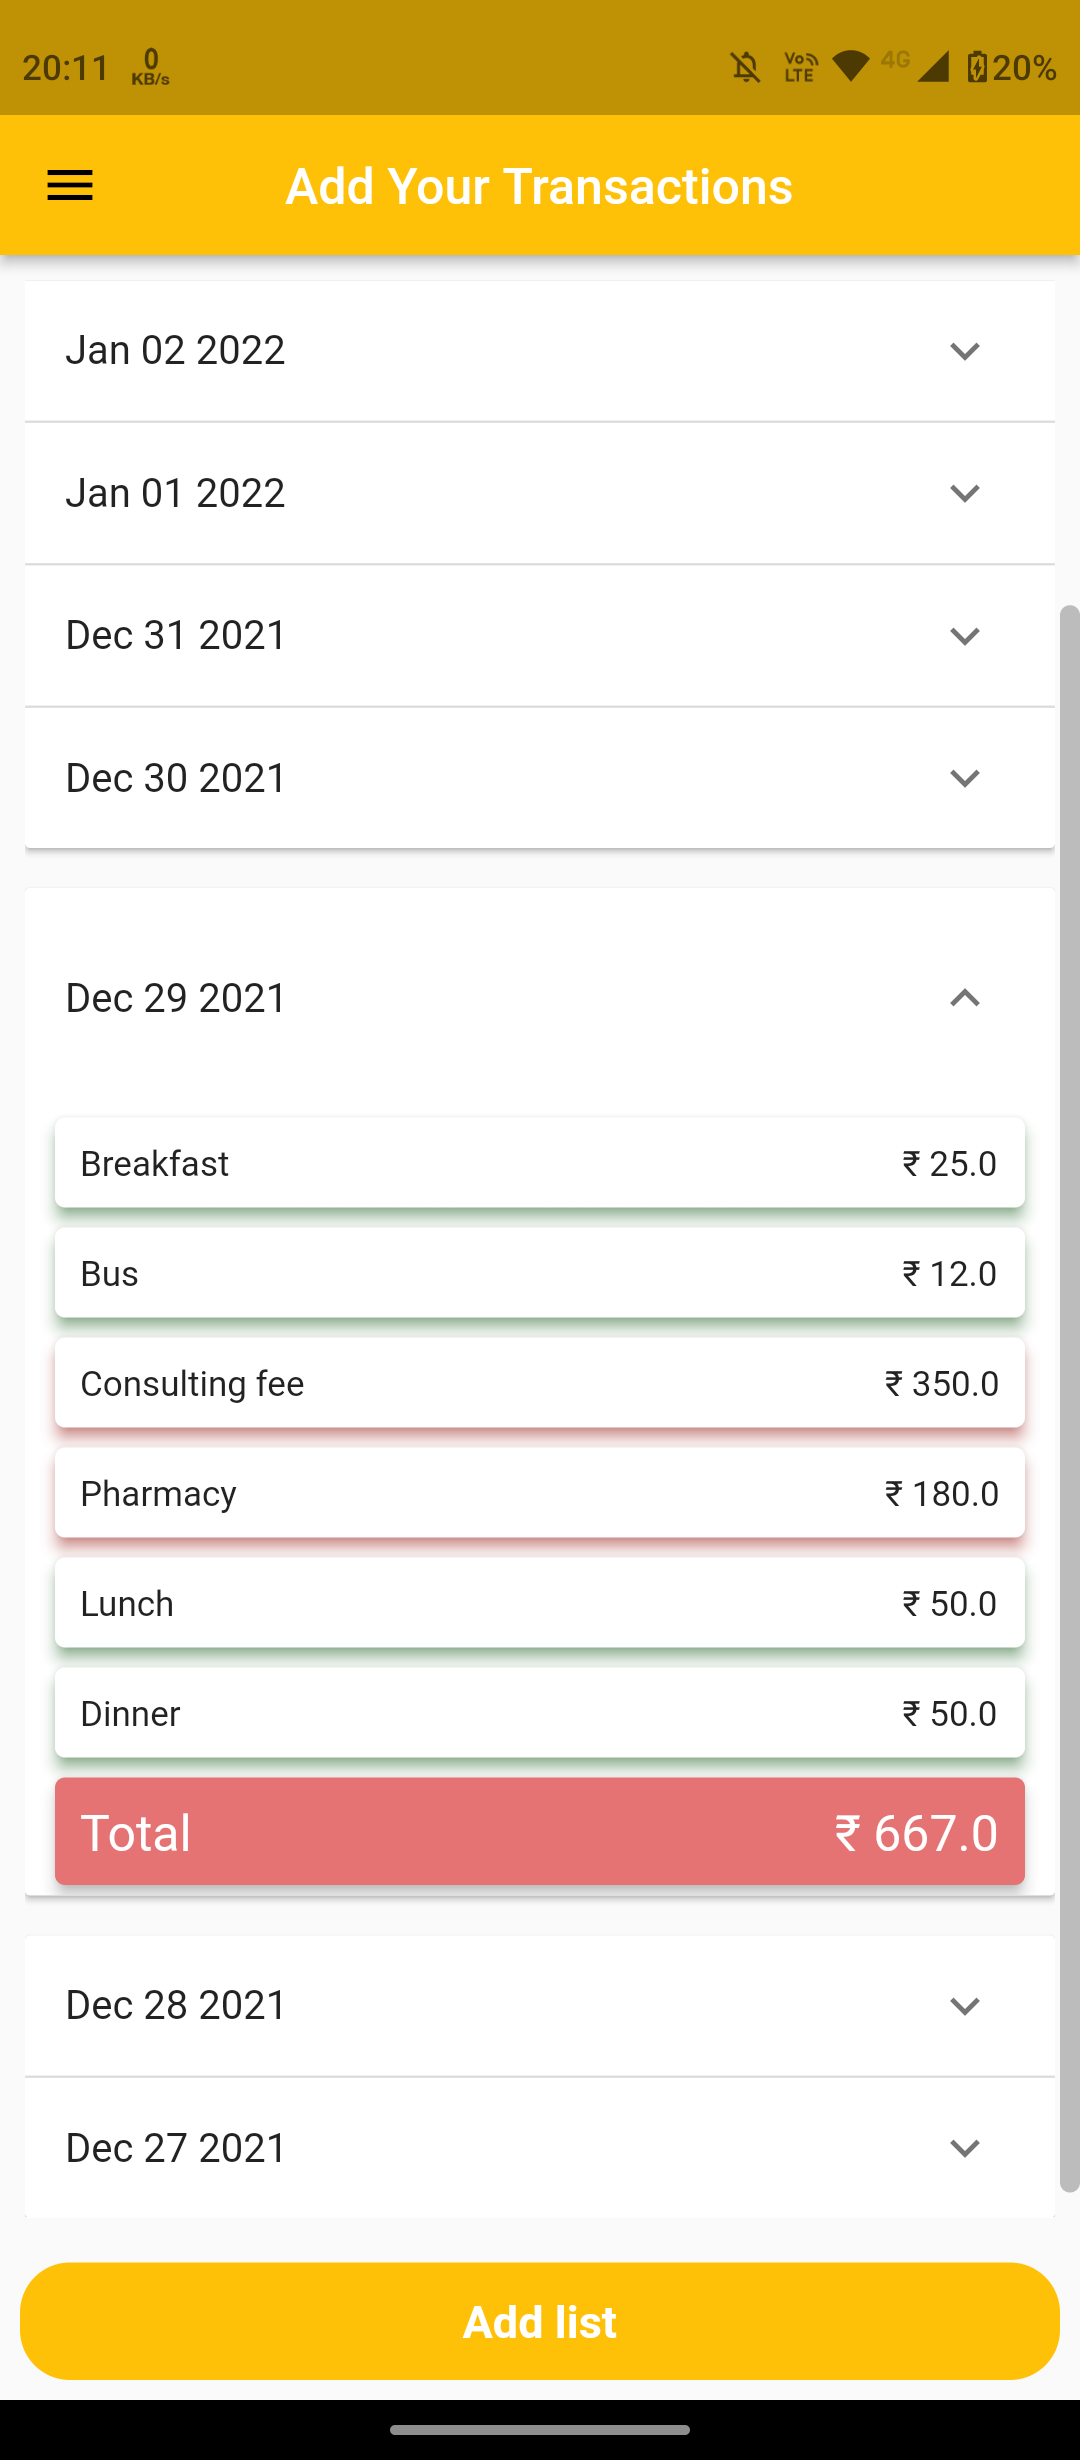 20:11 0 KB/s VoLTE 4G 20%
Add Your Transactions
Jan 02 2022
Jan 01 2022
Dec 31 2021
Dec 30 2021
Dec 29 2021
Breakfast ₹ 25.0
Bus ₹ 12.0
Consulting fee ₹ 350.0
Pharmacy ₹ 180.0
Lunch ₹ 50.0
Dinner ₹ 50.0
Total ₹ 667.0
Dec 28 2021
Dec 27 2021
Add list